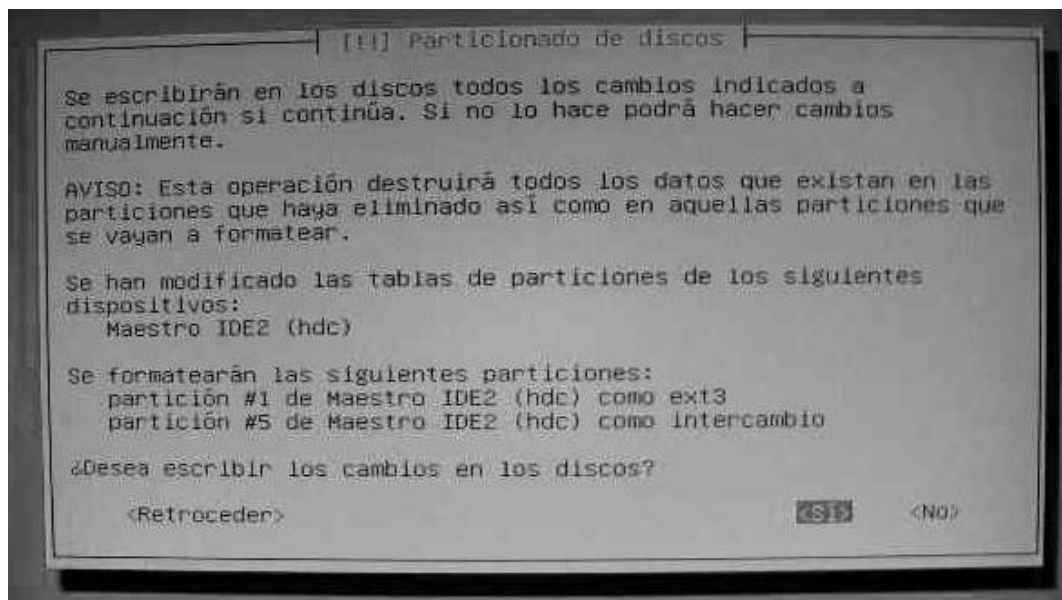 [!!] Particionado de discos
Se escribirán en los discos todos los cambios indicados a
continuación si continúa. Si no lo hace podrá hacer cambios
manualmente.
AVISO: Esta operación destruirá todos los datos que existan en las
particiones que haya eliminado así como en aquellas particiones que
se vayan a formatear.
Se han modificado las tablas de particiones de los siguientes
dispositivos:
Maestro IDE2 (hdc)
Se formatearán las siguientes particiones:
partición #1 de Maestro IDE2 (hdc) como ext3
partición #5 de Maestro IDE2 (hdc) como intercambio
¿Desea escribir los cambios en los discos?
<Retroceder> <Sí> <No>